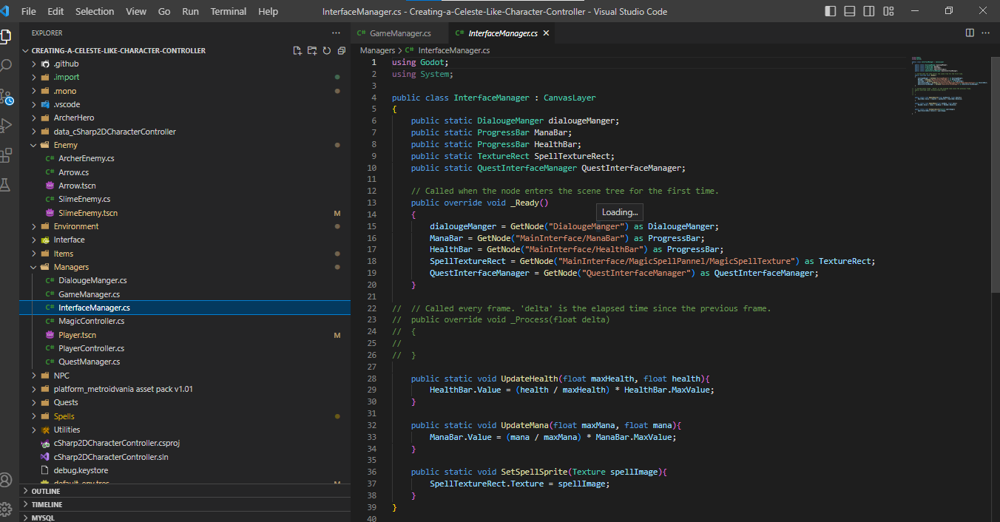 File Edit Selection View Go Run Terminal Help
InterfaceManager.cs - Creating-a-Celeste-Like-Character-Controller - Visual Studio Code
EXPLORER
CREATING-A-CELESTE-LIKE-CHARACTER-CONTROLLER
.github
.import
.mono
.vscode
ArcherHero
data_cSharp2DCharacterController
Enemy
C# ArcherEnemy.cs
C# Arrow.cs
Arrow.tscn
C# SlimeEnemy.cs
SlimeEnemy.tscn M
Environment
Interface
Items
Managers
C# DialougeManger.cs
C# GameManager.cs
C# InterfaceManager.cs
C# MagicController.cs
Player.tscn M
C# PlayerController.cs
C# QuestManager.cs
NPC
platform_metroidvania asset pack v1.01
Quests
Spells
Utilities
cSharp2DCharacterController.csproj
cSharp2DCharacterController.sln
debug.keystore
default_env.tres M
OUTLINE
TIMELINE
MYSQL
C# GameManager.cs
C# InterfaceManager.cs
Managers > C# InterfaceManager.cs
1 using Godot;
2 using System;
3
4 public class InterfaceManager : CanvasLayer
5 {
6 public static DialougeManger dialougeManger;
7 public static ProgressBar ManaBar;
8 public static ProgressBar HealthBar;
9 public static TextureRect SpellTextureRect;
10 public static QuestInterfaceManager QuestInterfaceManager;
11
12 // Called when the node enters the scene tree for the first time.
13 public override void _Ready()
14 {
Loading...
15 dialougeManger = GetNode("DialougeManger") as DialougeManger;
16 ManaBar = GetNode("MainInterface/ManaBar") as ProgressBar;
17 HealthBar = GetNode("MainInterface/HealthBar") as ProgressBar;
18 SpellTextureRect = GetNode("MainInterface/MagicSpellPannel/MagicSpellTexture") as TextureRect;
19 QuestInterfaceManager = GetNode("QuestInterfaceManager") as QuestInterfaceManager;
20 }
21
22 // // Called every frame. 'delta' is the elapsed time since the previous frame.
23 // public override void _Process(float delta)
24 // {
25 //
26 // }
27
28 public static void UpdateHealth(float maxHealth, float health){
29 HealthBar.Value = (health / maxHealth) * HealthBar.MaxValue;
30 }
31
32 public static void UpdateMana(float maxMana, float mana){
33 ManaBar.Value = (mana / maxMana) * ManaBar.MaxValue;
34 }
35
36 public static void SetSpellSprite(Texture spellImage){
37 SpellTextureRect.Texture = spellImage;
38 }
39 }
40